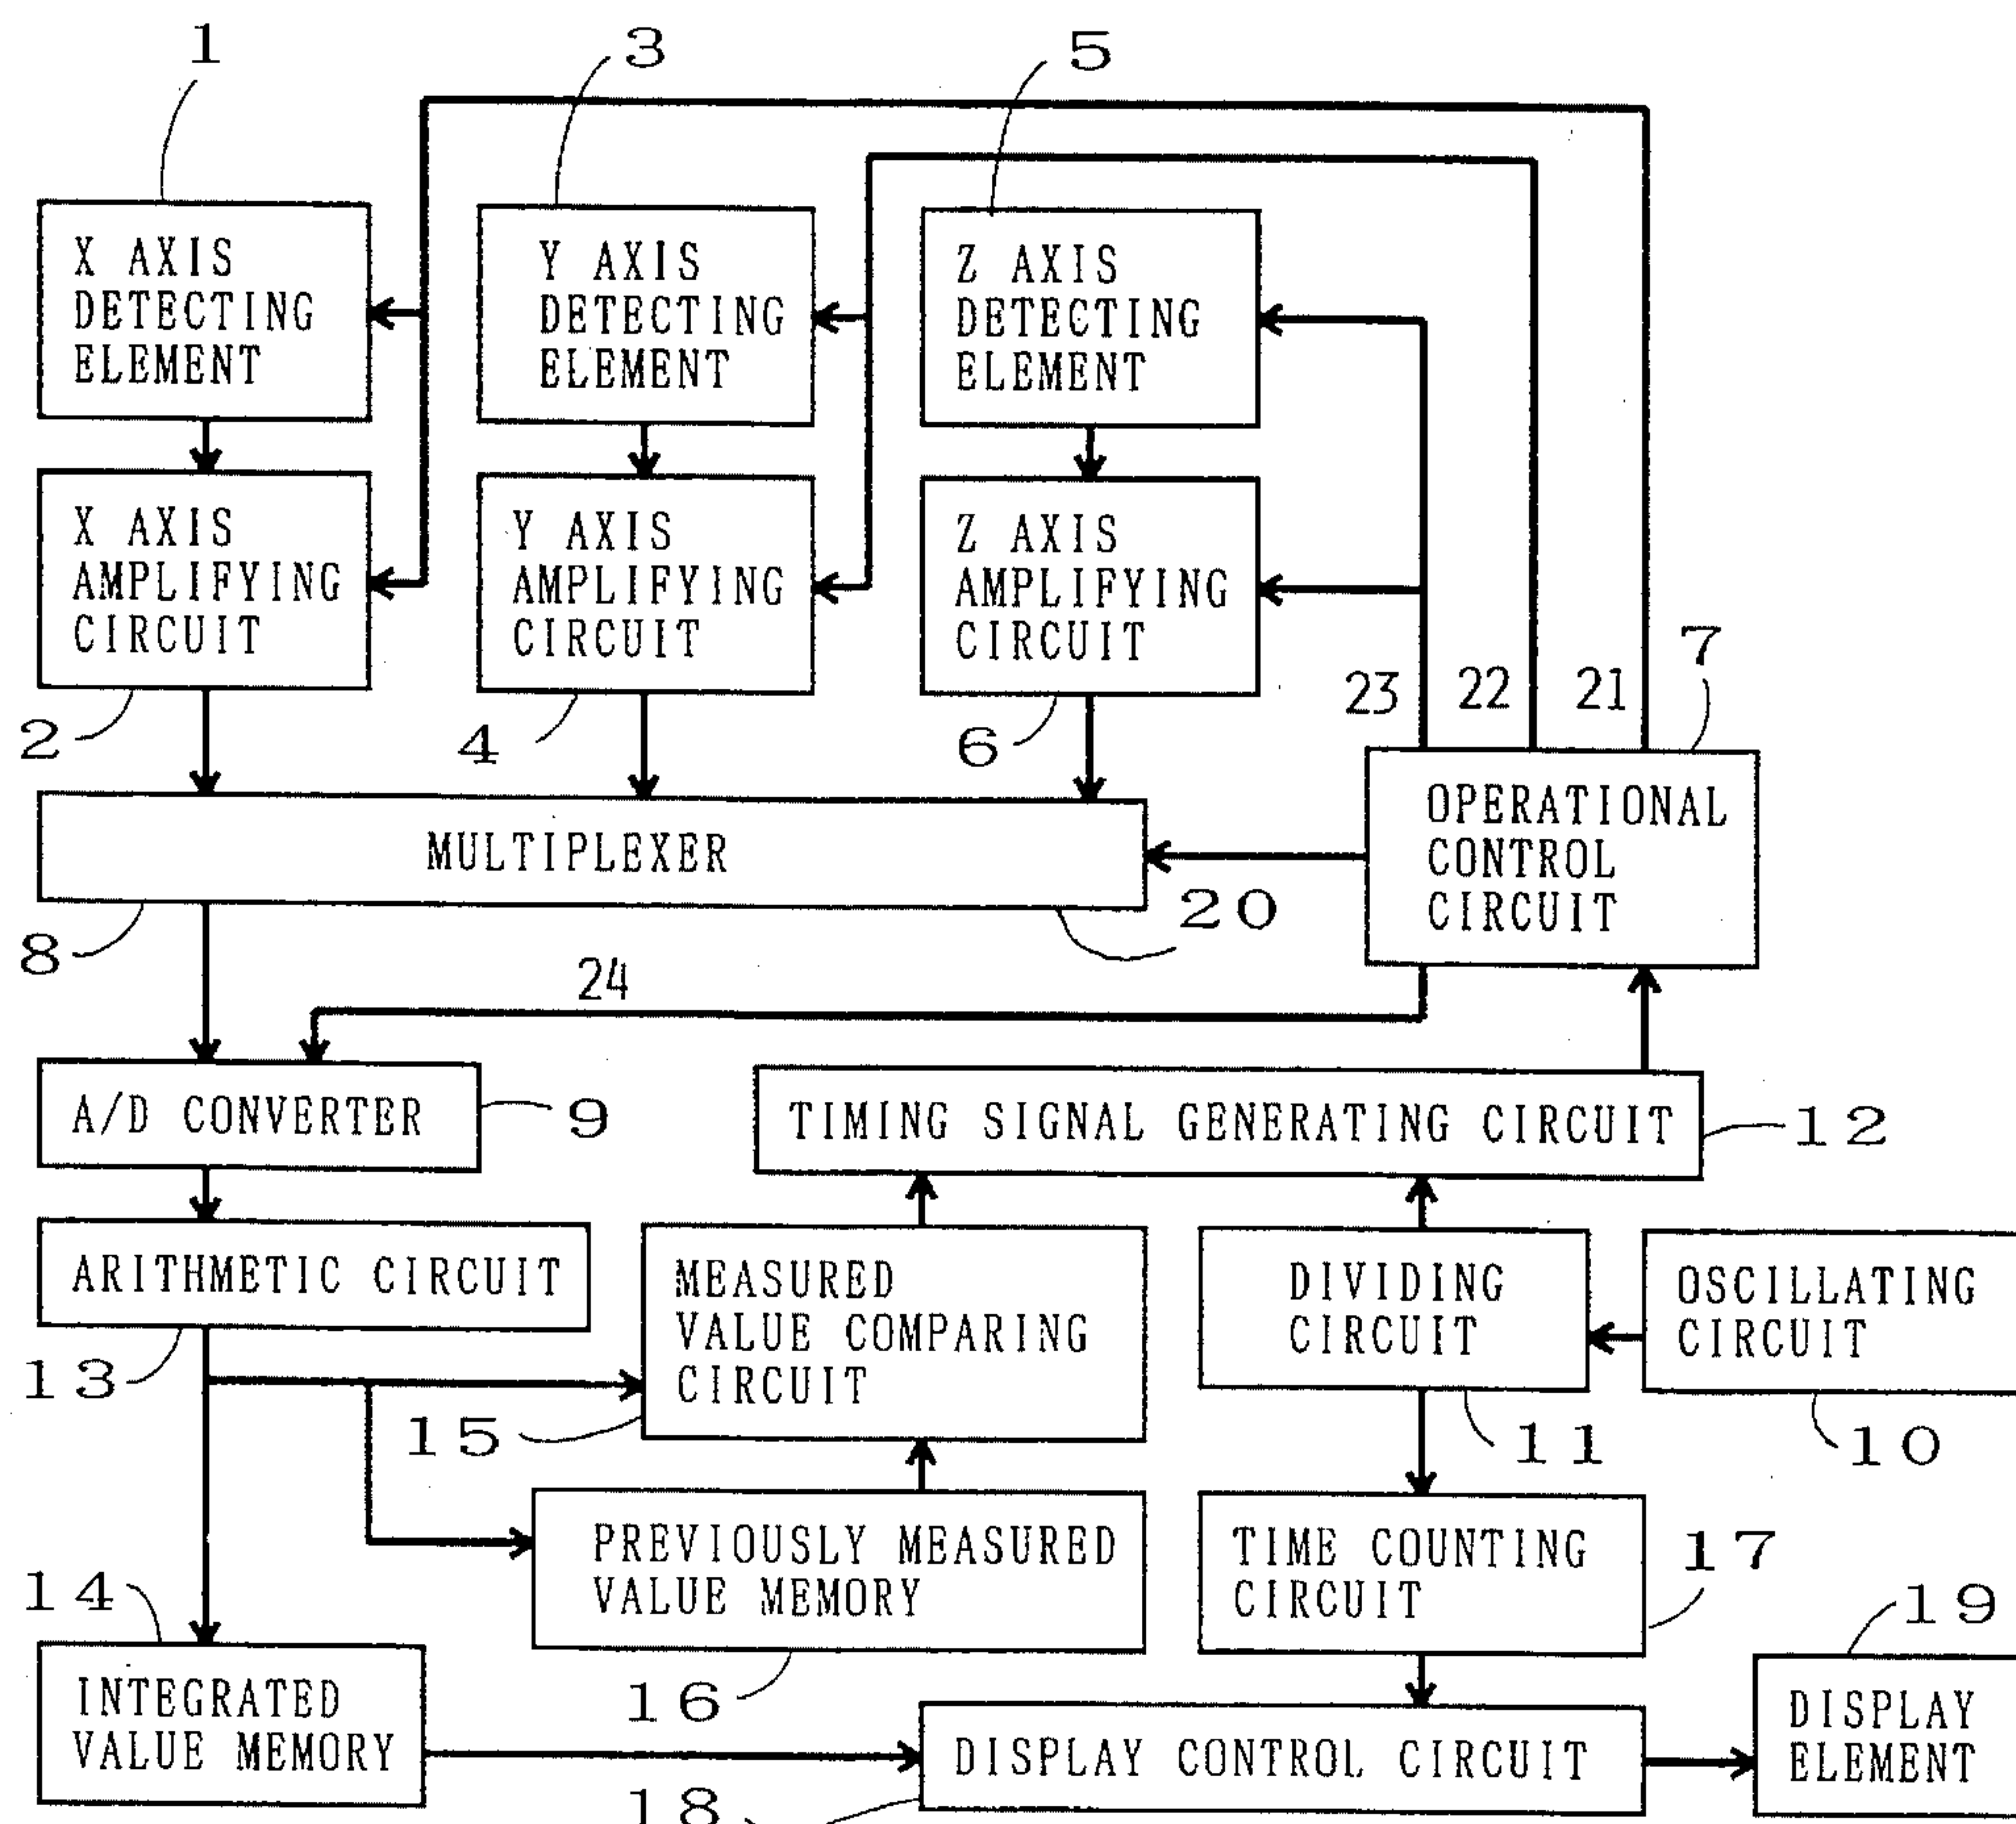 1
3
5
X AXIS
DETECTING
ELEMENT
Y AXIS
DETECTING
ELEMENT
Z AXIS
DETECTING
ELEMENT
X AXIS
AMPLIFYING
CIRCUIT
Y AXIS
AMPLIFYING
CIRCUIT
Z AXIS
AMPLIFYING
CIRCUIT
2
4
6
23
22
21
7
MULTIPLEXER
OPERATIONAL
CONTROL
CIRCUIT
8
20
24
A/D CONVERTER
9
TIMING SIGNAL GENERATING CIRCUIT
12
ARITHMETIC CIRCUIT
13
MEASURED
VALUE COMPARING
CIRCUIT
15
DIVIDING
CIRCUIT
11
OSCILLATING
CIRCUIT
10
PREVIOUSLY MEASURED
VALUE MEMORY
16
TIME COUNTING
CIRCUIT
17
14
INTEGRATED
VALUE MEMORY
DISPLAY CONTROL CIRCUIT
18
19
DISPLAY
ELEMENT